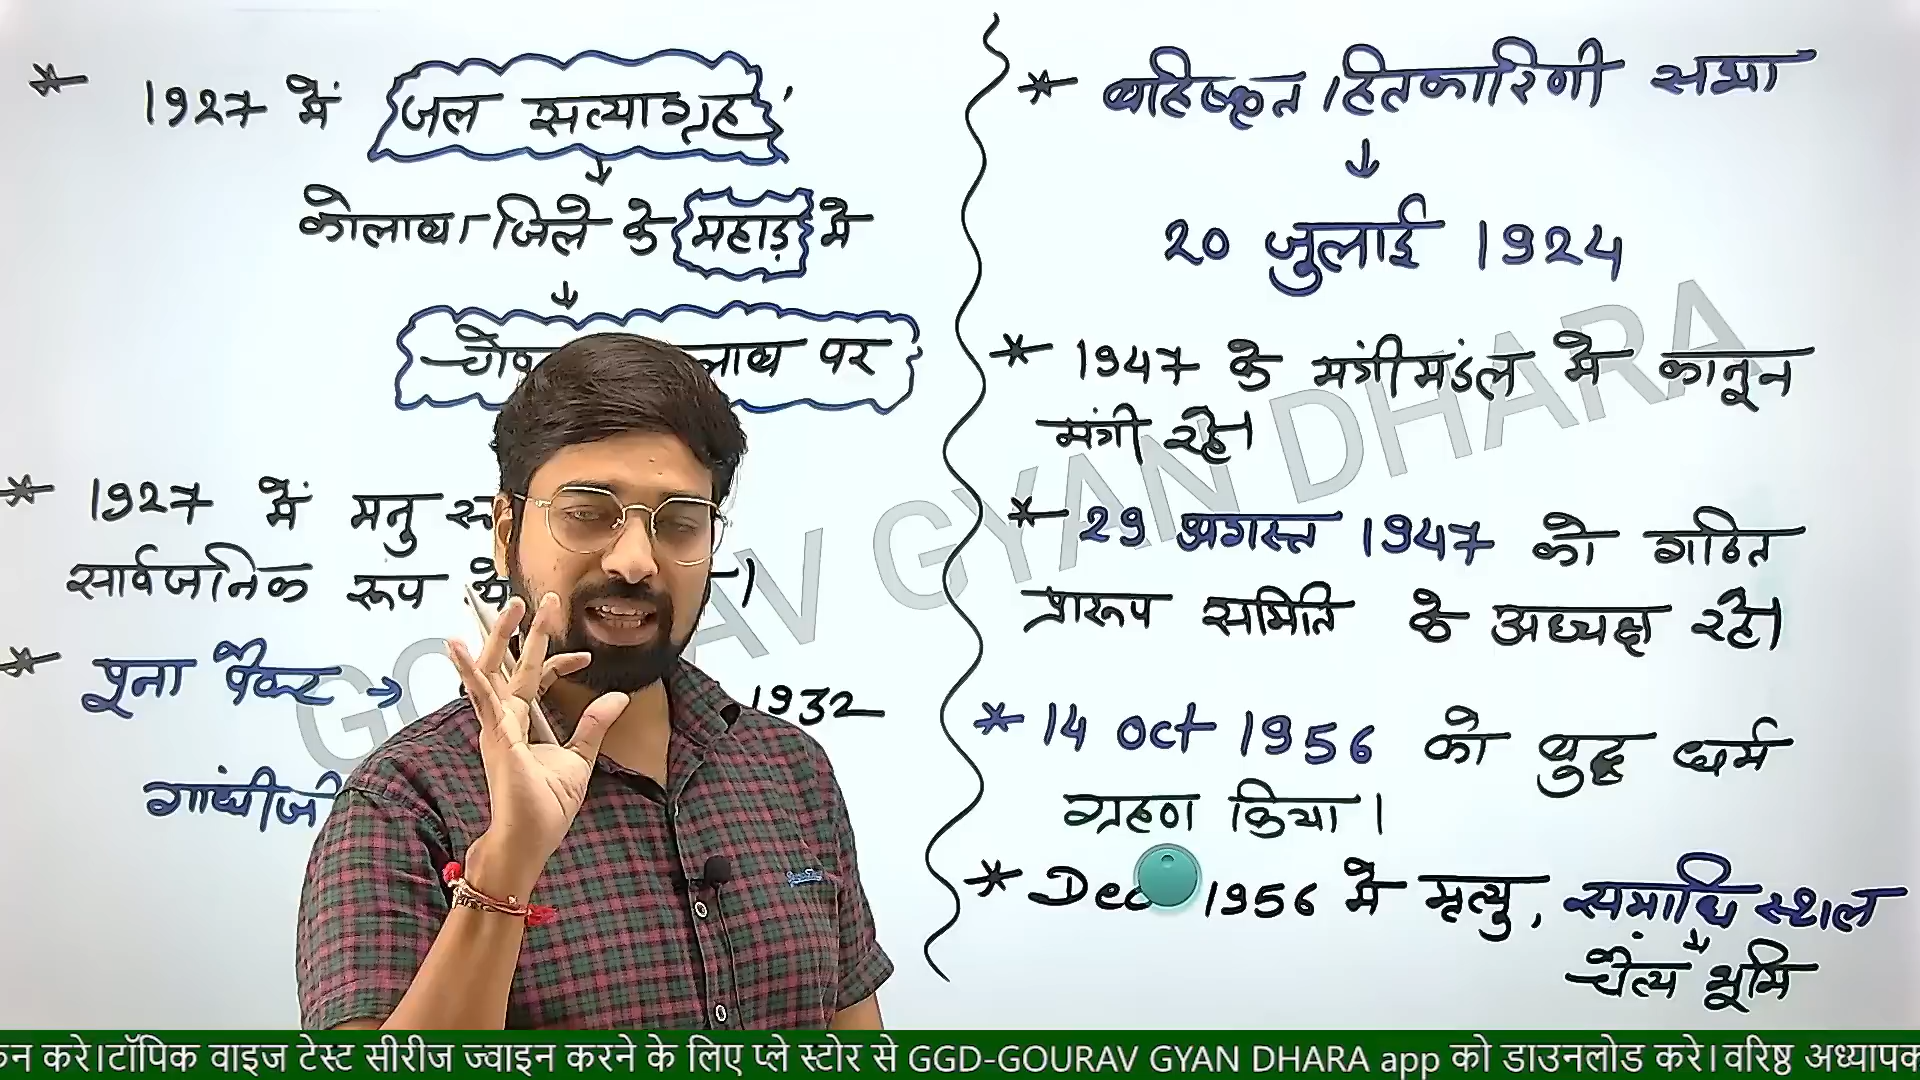 * 1927 में 'जल सत्याग्रह'
↓
कोलाबा जिले के महाड़ में
↓
पर
* 1927 में मनु
सार्वजनिक रूप से
* पूना पैक्ट → 1932
गांधीजी
* बहिष्कृत हितकारिणी सभा
↓
20 जुलाई 1924
* 1947 के मंत्रीमंडल में कानून
मंत्री रहे।
* 29 अगस्त 1947 को गठित
प्रारूप समिति के अध्यक्ष रहे।
* 14 Oct 1956 को बुद्ध धर्म
ग्रहण किया।
* Dec 1956 में मृत्यु, समाधि स्थल
↓
चैत्य भूमि
GYAN DHARA
करे।टॉपिक वाइज टेस्ट सीरीज ज्वाइन करने के लिए प्ले स्टोर से GGD-GOURAV GYAN DHARA app को डाउनलोड करे।वरिष्ठ अध्यापक